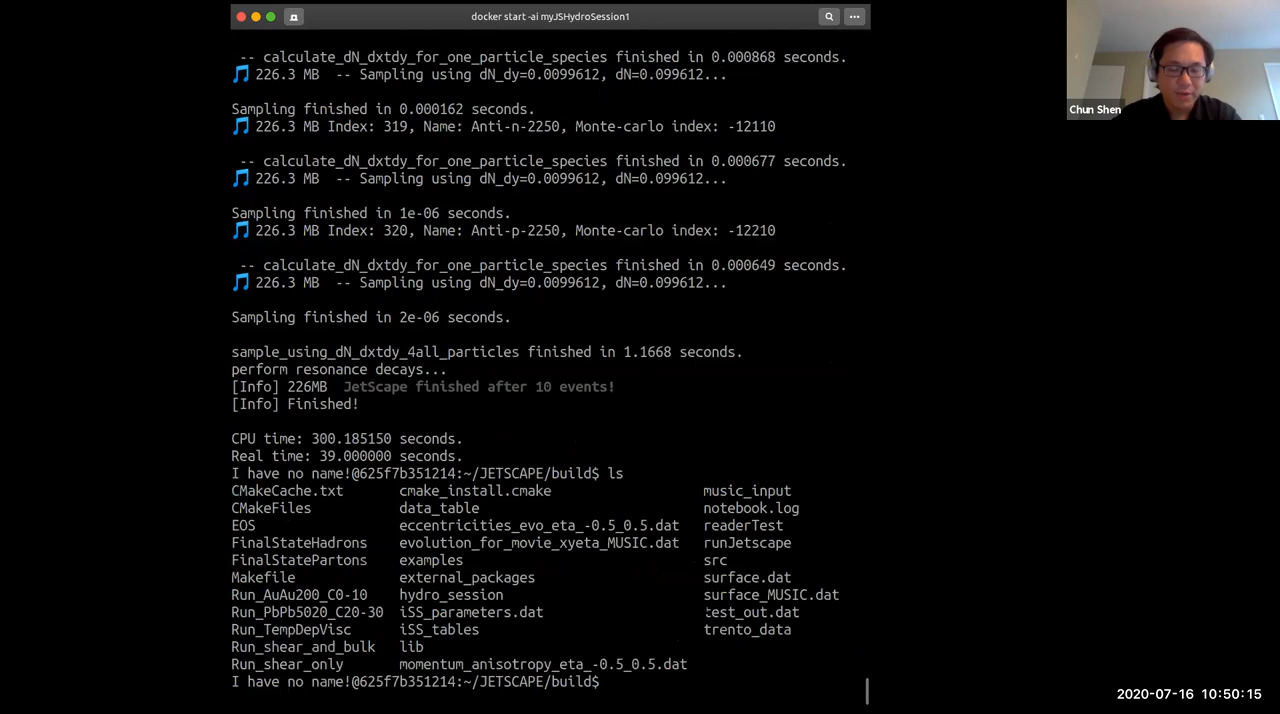 docker start -ai myJSHydroSession1
-- calculate_dN_dxtdy_for_one_particle_species finished in 0.000868 seconds.
226.3 MB -- Sampling using dN_dy=0.0099612, dN=0.099612...
Sampling finished in 0.000162 seconds.
226.3 MB Index: 319, Name: Anti-n-2250, Monte-carlo index: -12110
-- calculate_dN_dxtdy_for_one_particle_species finished in 0.000677 seconds.
226.3 MB -- Sampling using dN_dy=0.0099612, dN=0.099612...
Sampling finished in 1e-06 seconds.
226.3 MB Index: 320, Name: Anti-p-2250, Monte-carlo index: -12210
-- calculate_dN_dxtdy_for_one_particle_species finished in 0.000649 seconds.
226.3 MB -- Sampling using dN_dy=0.0099612, dN=0.099612...
Sampling finished in 2e-06 seconds.
sample_using_dN_dxtdy_4all_particles finished in 1.1668 seconds.
perform resonance decays...
[Info] 226MB JetScape finished after 10 events!
[Info] Finished!
CPU time: 300.185150 seconds.
Real time: 39.000000 seconds.
I have no name!@625f7b351214:~/JETSCAPE/build$ ls
CMakeCache.txt cmake_install.cmake music_input
CMakeFiles data_table notebook.log
EOS eccentricities_evo_eta_-0.5_0.5.dat readerTest
FinalStateHadrons evolution_for_movie_xyeta_MUSIC.dat runJetscape
FinalStatePartons examples src
Makefile external_packages surface.dat
Run_AuAu200_C0-10 hydro_session surface_MUSIC.dat
Run_PbPb5020_C20-30 iSS_parameters.dat test_out.dat
Run_TempDepVisc iSS_tables trento_data
Run_shear_and_bulk lib
Run_shear_only momentum_anisotropy_eta_-0.5_0.5.dat
I have no name!@625f7b351214:~/JETSCAPE/build$
Chun Shen
2020-07-16 10:50:15